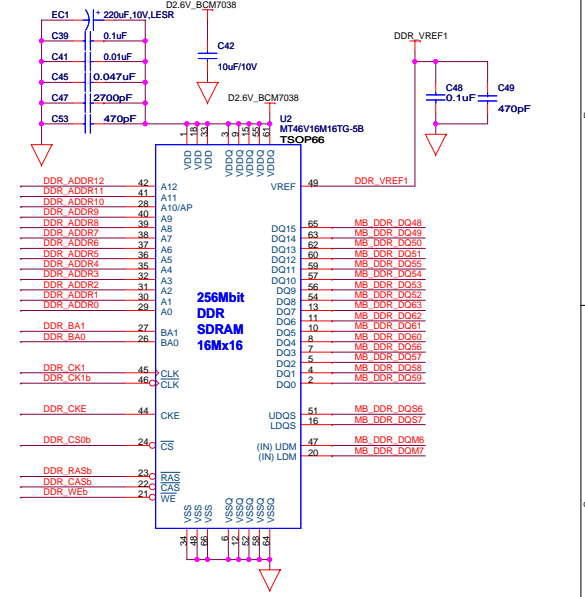 D2.6V_BCM7038
EC1 + 220uF,10V,LESR
C39 0.1uF
C41 0.01uF
C45 0.047uF
C47 2700pF
C53 470pF
C42
10uF/10V
DDR_VREF1
C48
0.1uF
C49
470pF
D2.6V_BCM7038
U2
MT46V16M16TG-5B
TSOP66
1 18 33 3 9 15 55 61
VDD VDD VDD VDDQ VDDQ VDDQ VDDQ VDDQ
DDR_ADDR12 42 A12
DDR_ADDR11 41 A11
DDR_ADDR10 28 A10/AP
DDR_ADDR9 40 A9
DDR_ADDR8 39 A8
DDR_ADDR7 38 A7
DDR_ADDR6 37 A6
DDR_ADDR5 36 A5
DDR_ADDR4 35 A4
DDR_ADDR3 32 A3
DDR_ADDR2 31 A2
DDR_ADDR1 30 A1
DDR_ADDR0 29 A0
DDR_BA1 27 BA1
DDR_BA0 26 BA0
DDR_CK1 45 CLK
DDR_CK1b 46 CLK
DDR_CKE 44 CKE
DDR_CS0b 24 CS
DDR_RASb 23 RAS
DDR_CASb 22 CAS
DDR_WEb 21 WE
256Mbit
DDR
SDRAM
16Mx16
VREF 49 DDR_VREF1
DQ15 65 MB_DDR_DQ48
DQ14 63 MB_DDR_DQ49
DQ13 62 MB_DDR_DQ50
DQ12 60 MB_DDR_DQ51
DQ11 59 MB_DDR_DQ55
DQ10 57 MB_DDR_DQ54
DQ9 56 MB_DDR_DQ53
DQ8 54 MB_DDR_DQ52
DQ7 13 MB_DDR_DQ63
DQ6 11 MB_DDR_DQ62
DQ5 10 MB_DDR_DQ61
DQ4 8 MB_DDR_DQ60
DQ3 7 MB_DDR_DQ56
DQ2 5 MB_DDR_DQ57
DQ1 4 MB_DDR_DQ58
DQ0 2 MB_DDR_DQ59
UDQS 51 MB_DDR_DQS6
LDQS 16 MB_DDR_DQS7
(IN) UDM 47 MB_DDR_DQM6
(IN) LDM 20 MB_DDR_DQM7
VSS VSS VSS VSSQ VSSQ VSSQ VSSQ VSSQ
34 48 66 6 12 52 58 64